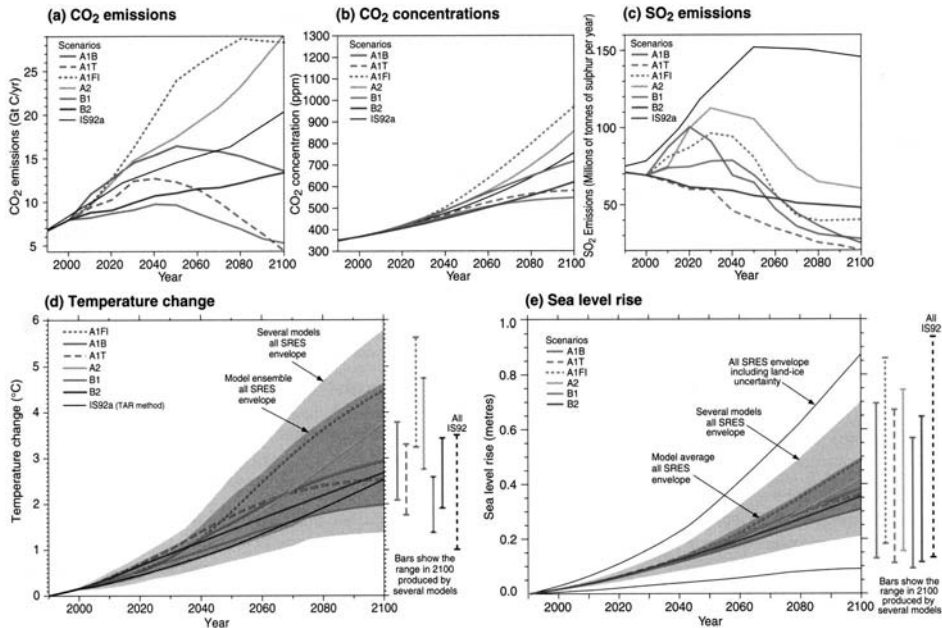 (a) CO2 emissions
Scenarios
A1B
A1T
A1FI
A2
B1
B2
IS92a
CO2 emissions (Gt C/yr)
25
20
15
10
5
2000 2020 2040 2060 2080 2100
Year
(b) CO2 concentrations
Scenarios
A1B
A1T
A1FI
A2
B1
B2
IS92a
CO2 concentration (ppm)
1300
1200
1100
1000
900
800
700
600
500
400
300
2000 2020 2040 2060 2080 2100
Year
(c) SO2 emissions
Scenarios
A1B
A1T
A1FI
A2
B1
B2
IS92a
SO2 Emissions (Millions of tonnes of sulphur per year)
150
100
50
2000 2020 2040 2060 2080 2100
Year
(d) Temperature change
A1FI
A1B
A1T
A2
B1
B2
IS92a (TAR method)
Temperature change (°C)
6
5
4
3
2
1
0
2000 2020 2040 2060 2080 2100
Year
Several models
all SRES
envelope
Model ensemble
all SRES
envelope
All
IS92
Bars show the
range in 2100
produced by
several models
(e) Sea level rise
Scenarios
A1B
A1T
A1FI
A2
B1
B2
Sea level rise (metres)
1.0
0.8
0.6
0.4
0.2
0.0
2000 2020 2040 2060 2080 2100
Year
All SRES envelope
including land-ice
uncertainty
Several models
all SRES
envelope
Model average
all SRES
envelope
All
IS92
Bars show the
range in 2100
produced by
several models